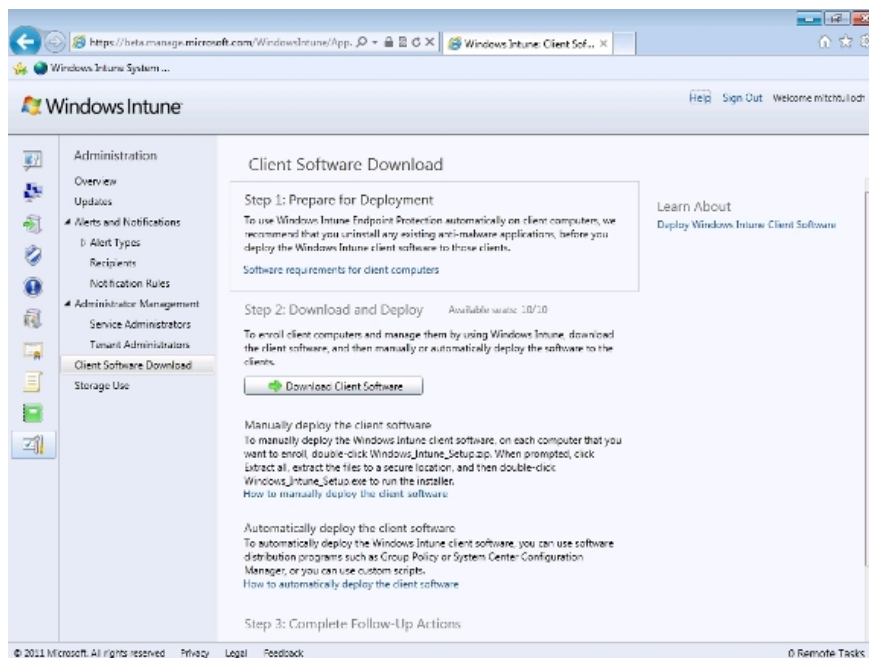 https://beta.manage.microsoft.com/WindowsIntune/App.
Windows Intune: Client Sof...
Windows Intune System ...
Windows Intune
Help Sign Out Welcome mitchtulloch
Administration
Overview
Updates
Alerts and Notifications
Alert Types
Recipients
Notification Rules
Administrator Management
Service Administrators
Tenant Administrators
Client Software Download
Storage Use
Client Software Download
Step 1: Prepare for Deployment
To use Windows Intune Endpoint Protection automatically on client computers, we
recommend that you uninstall any existing anti-malware applications, before you
deploy the Windows Intune client software to those clients.
Software requirements for client computers
Step 2: Download and Deploy Available seats: 10/10
To enroll client computers and manage them by using Windows Intune, download
the client software, and then manually or automatically deploy the software to the
clients.
Download Client Software
Manually deploy the client software
To manually deploy the Windows Intune client software, on each computer that you
want to enroll, double-click Windows_Intune_Setup.zip. When prompted, click
Extract all, extract the files to a secure location, and then double-click
Windows_Intune_Setup.exe to run the installer.
How to manually deploy the client software
Automatically deploy the client software
To automatically deploy the Windows Intune client software, you can use software
distribution programs such as Group Policy or System Center Configuration
Manager, or you can use custom scripts.
How to automatically deploy the client software
Step 3: Complete Follow-Up Actions
Learn About
Deploy Windows Intune Client Software
© 2011 Microsoft. All rights reserved Privacy Legal Feedback 0 Remote Tasks